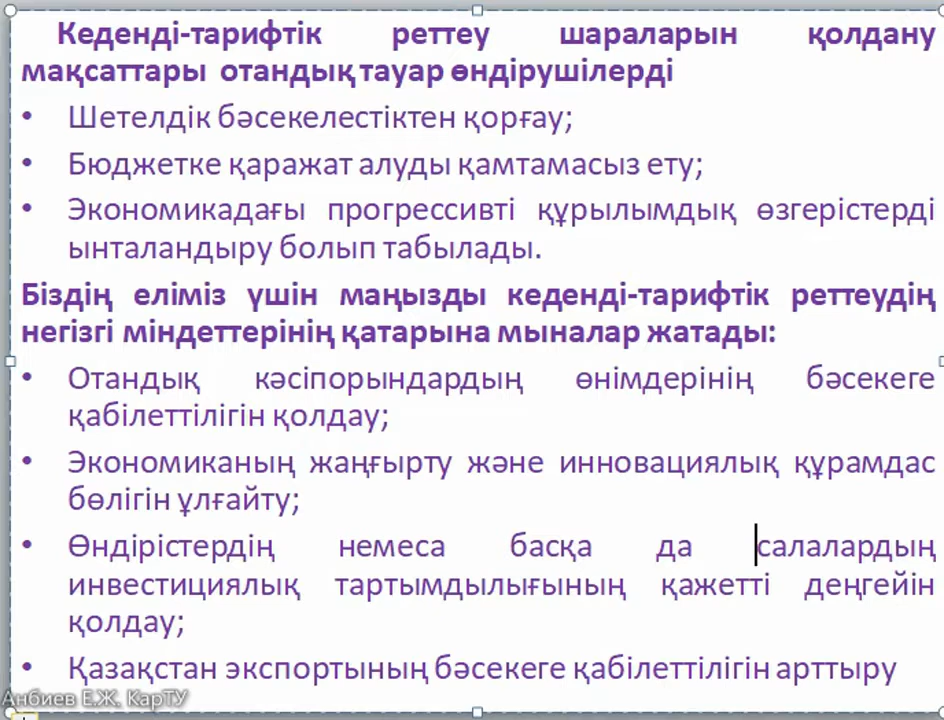 Кеденді-тарифтік реттеу шараларын қолдану
мақсаттары отандық тауар өндірушілерді
• Шетелдік бәсекелестіктен қорғау;
• Бюджетке қаражат алуды қамтамасыз ету;
• Экономикадағы прогрессивті құрылымдық өзгерістерді
ынталандыру болып табылады.
Біздің еліміз үшін маңызды кеденді-тарифтік реттеудің
негізгі міндеттерінің қатарына мыналар жатады:
• Отандық кәсіпорындардың өнімдерінің бәсекеге
қабілеттілігін қолдау;
• Экономиканың жаңғырту және инновациялық құрамдас
бөлігін ұлғайту;
• Өндірістердің немеса басқа да салалардың
инвестициялық тартымдылығының қажетті деңгейін
қолдау;
• Қазақстан экспортының бәсекеге қабілеттілігін арттыру
Анбиев Е.Ж. КарТУ